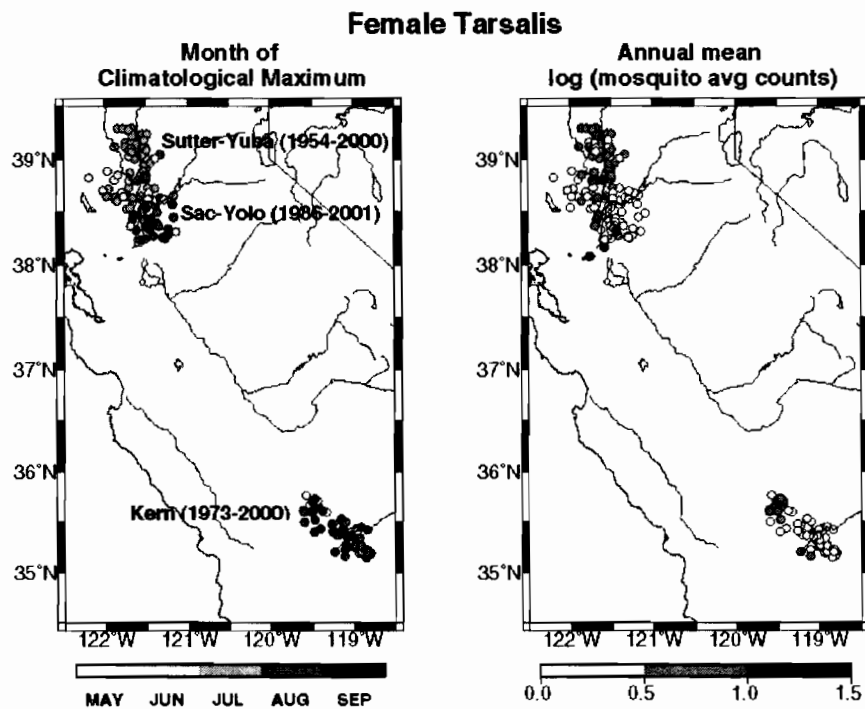 Female Tarsalis
Month of
Climatological Maximum
Annual mean
log (mosquito avg counts)
Sutter-Yuba (1954-2000)
Sac-Yolo (1986-2001)
Kern (1973-2000)
39°N
38°N
37°N
36°N
35°N
122°W 121°W 120°W 119°W
MAY JUN JUL AUG SEP
39°N
38°N
37°N
36°N
35°N
122°W 121°W 120°W 119°W
0.0 0.5 1.0 1.5